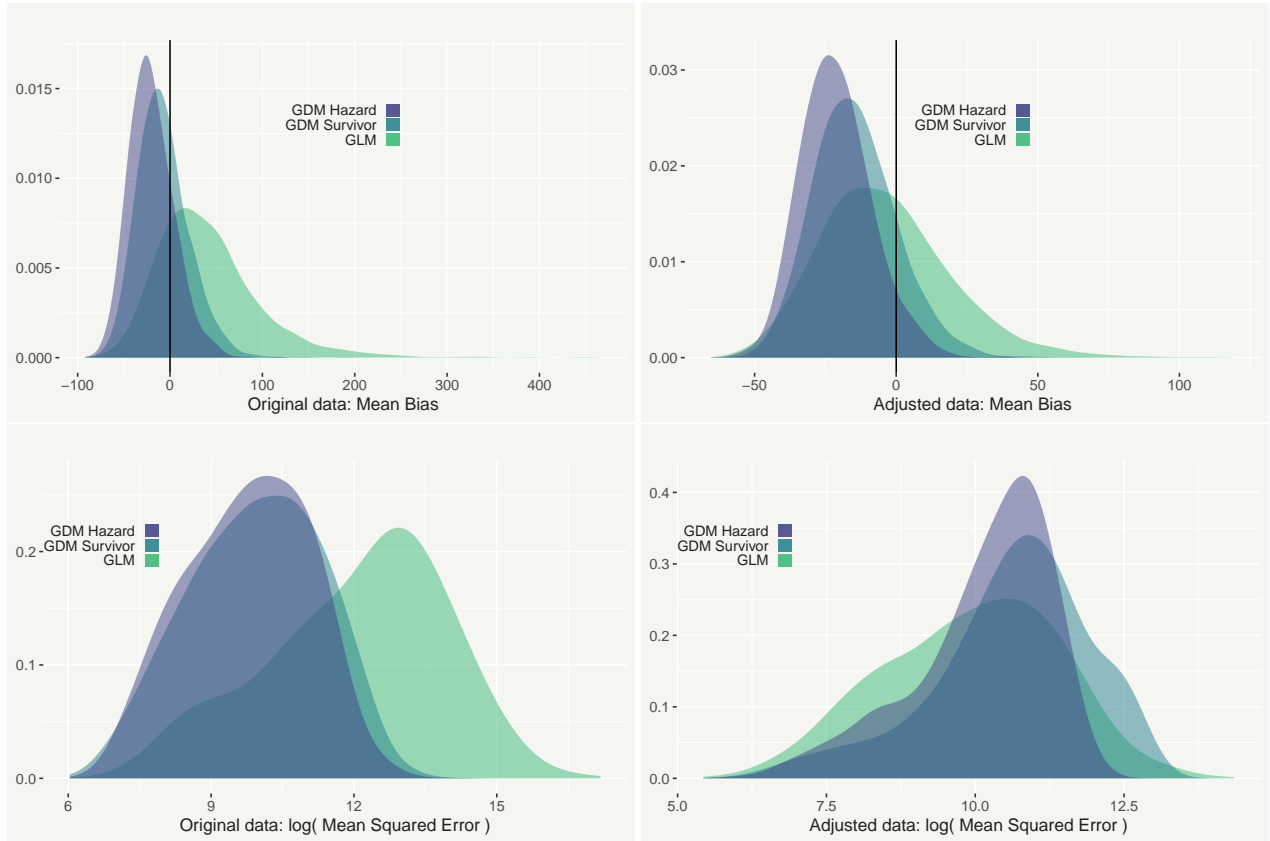 0.015
0.010
0.005
0.000
GDM Hazard
GDM Survivor
GLM
−100 0 100 200 300 400
Original data: Mean Bias
0.03
0.02
0.01
0.00
GDM Hazard
GDM Survivor
GLM
−50 0 50 100
Adjusted data: Mean Bias
0.2
0.1
0.0
GDM Hazard
GDM Survivor
GLM
6 9 12 15
Original data: log( Mean Squared Error )
0.4
0.3
0.2
0.1
0.0
GDM Hazard
GDM Survivor
GLM
5.0 7.5 10.0 12.5
Adjusted data: log( Mean Squared Error )